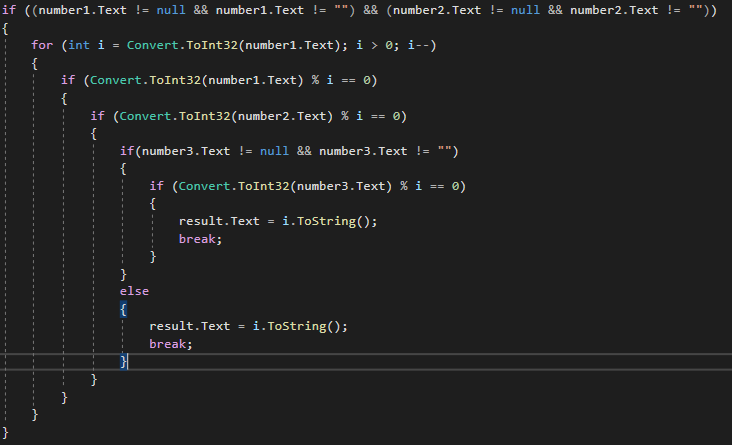 if ((number1.Text != null && number1.Text != "") && (number2.Text != null && number2.Text != ""))
{
    for (int i = Convert.ToInt32(number1.Text); i > 0; i--)
    {
        if (Convert.ToInt32(number1.Text) % i == 0)
        {
            if (Convert.ToInt32(number2.Text) % i == 0)
            {
                if(number3.Text != null && number3.Text != "")
                {
                    if (Convert.ToInt32(number3.Text) % i == 0)
                    {
                        result.Text = i.ToString();
                        break;
                    }
                }
                else
                {
                    result.Text = i.ToString();
                    break;
                }
            }
        }
    }
}